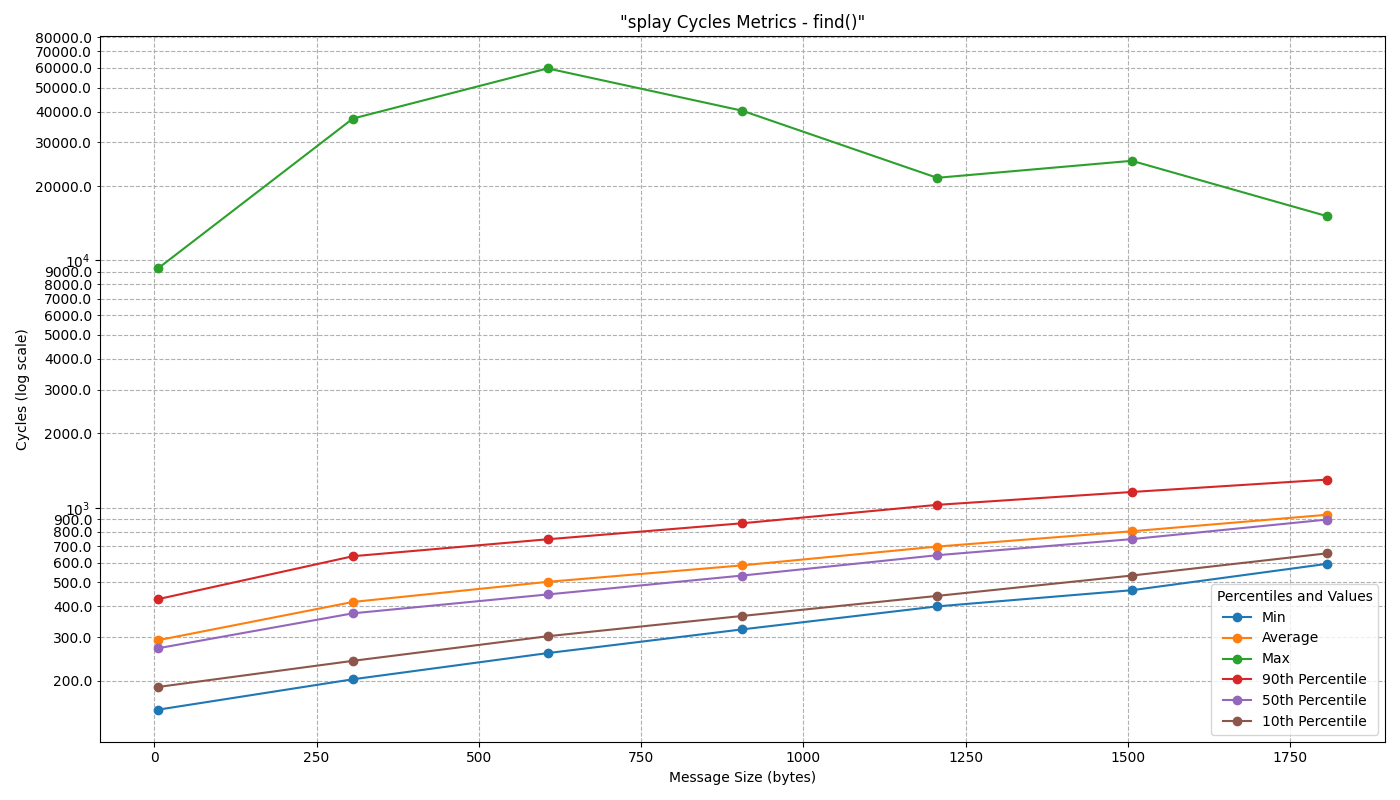 "splay Cycles Metrics - find()"
Cycles (log scale)
80000.0
70000.0
60000.0
50000.0
40000.0
30000.0
20000.0
10^4
9000.0
8000.0
7000.0
6000.0
5000.0
4000.0
3000.0
2000.0
10^3
900.0
800.0
700.0
600.0
500.0
400.0
300.0
200.0
Percentiles and Values
Min
Average
Max
90th Percentile
50th Percentile
10th Percentile
0 250 500 750 1000 1250 1500 1750
Message Size (bytes)